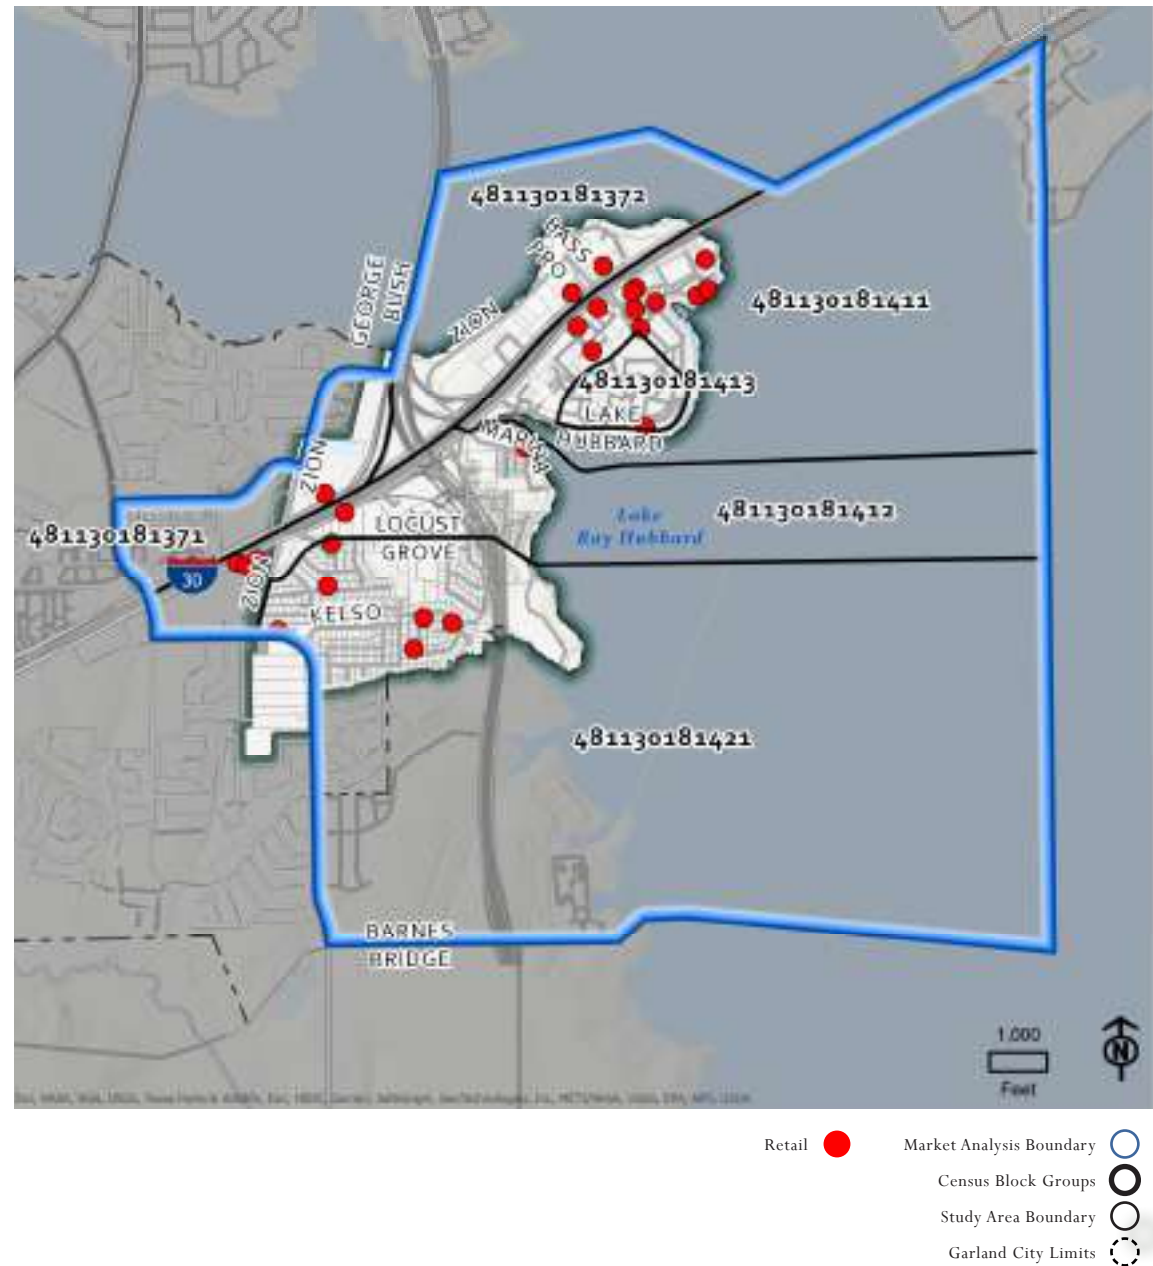 481130181372
BASS
PRO
GEORGE
BUSH
ZION
481130181411
481130181413
LAKE
HUBBARD
MARINA
ZION
481130181412
Lake
Ray Hubbard
LOCUST
GROVE
481130181371
30
ZION
KELSO
481130181421
BARNES
BRIDGE
1,000
Feet
N
Retail
Market Analysis Boundary
Census Block Groups
Study Area Boundary
Garland City Limits